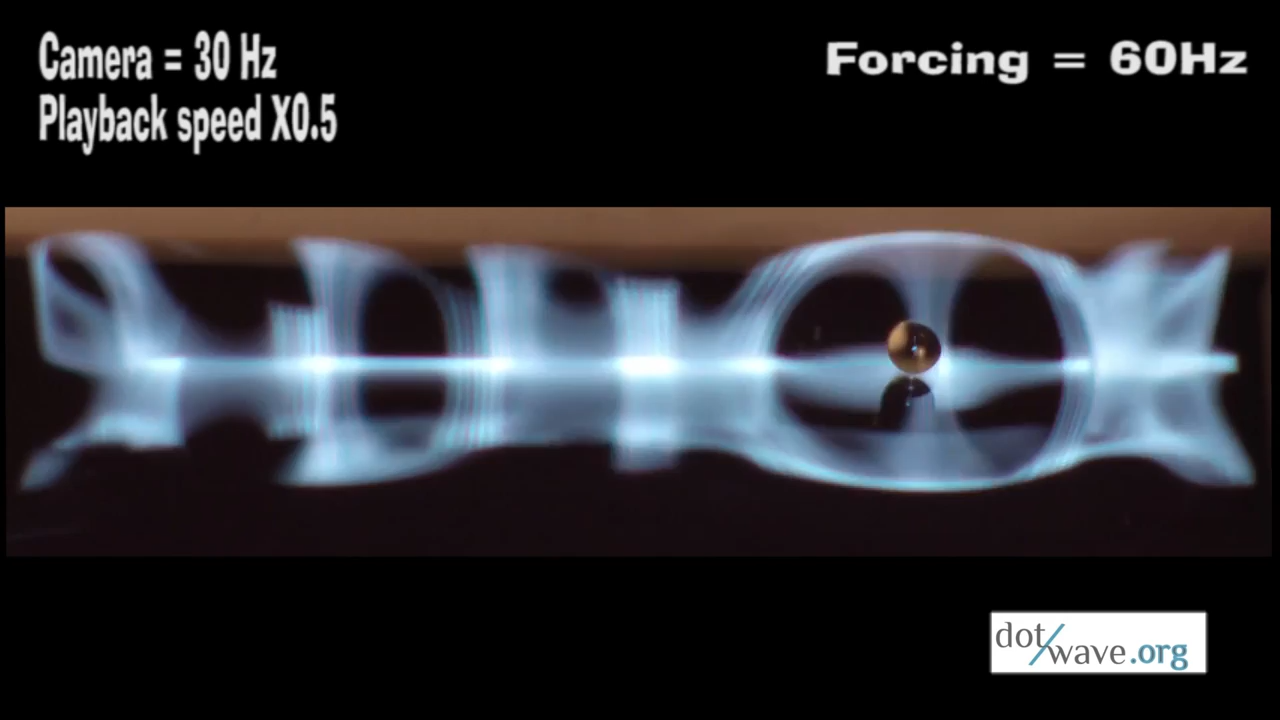 Camera = 30 Hz
Playback speed X0.5
Forcing = 60Hz
dot/wave.org